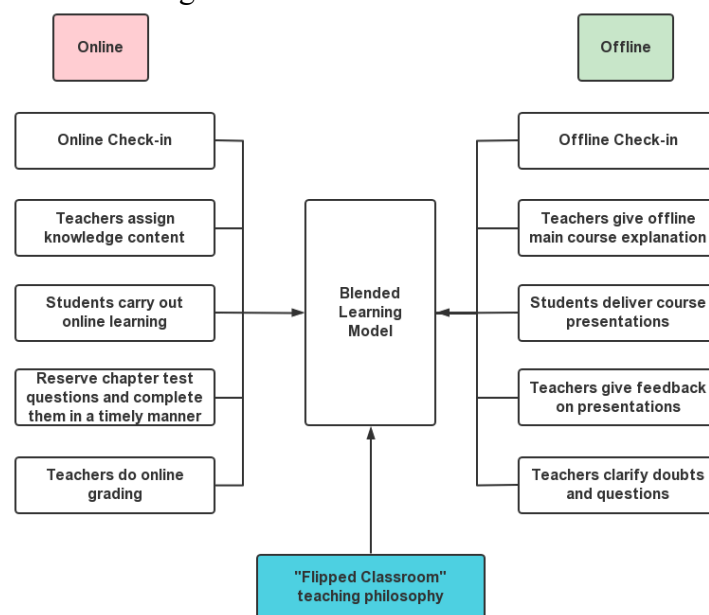 Online
Offline
Online Check-in
Teachers assign
knowledge content
Students carry out
online learning
Reserve chapter test
questions and complete
them in a timely manner
Teachers do online
grading
Blended
Learning
Model
Offline Check-in
Teachers give offline
main course explanation
Students deliver course
presentations
Teachers give feedback
on presentations
Teachers clarify doubts
and questions
"Flipped Classroom"
teaching philosophy